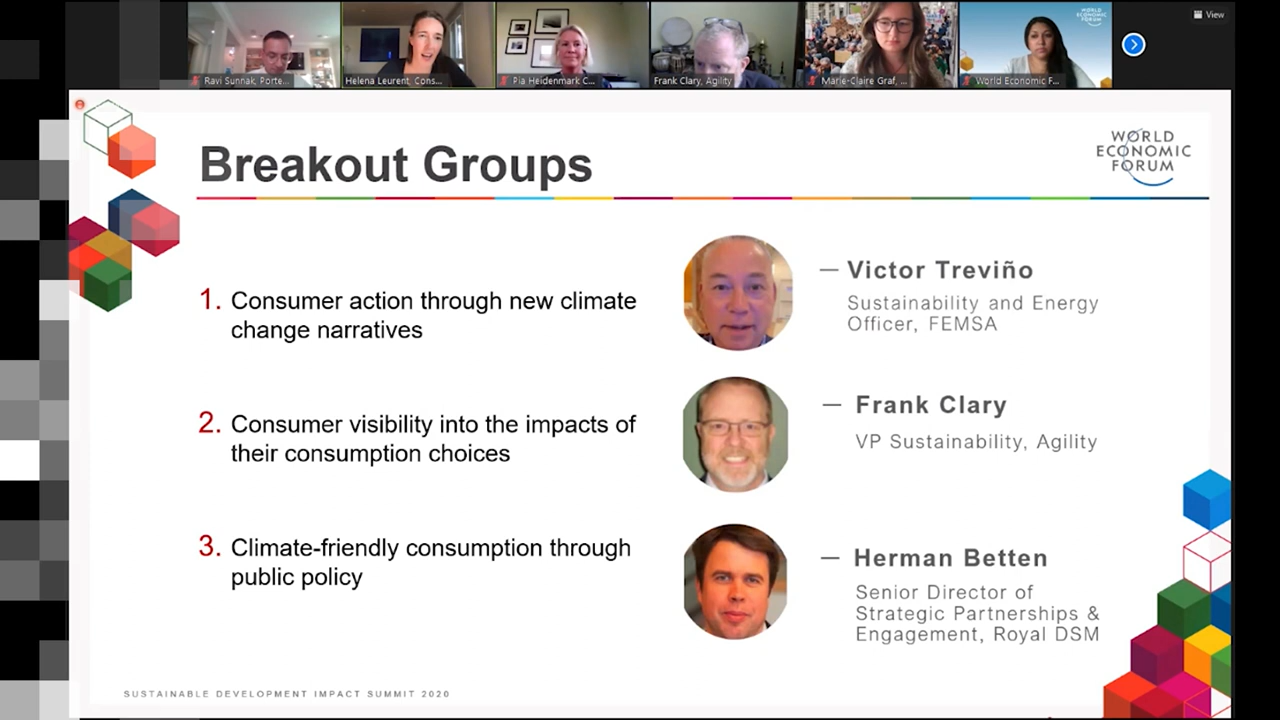 WORLD
ECONOMIC
FORUM
View
Ravi Sunnak, Porte...
Helena Leurent, Cons...
Pia Heidenmark C...
Frank Clary, Agility
Marie-Claire Graf, ...
World Economic F...
Breakout Groups
WORLD
ECONOMIC
FORUM
1. Consumer action through new climate
change narratives
— Victor Treviño
Sustainability and Energy
Officer, FEMSA
2. Consumer visibility into the impacts of
their consumption choices
— Frank Clary
VP Sustainability, Agility
3. Climate-friendly consumption through
public policy
— Herman Betten
Senior Director of
Strategic Partnerships &
Engagement, Royal DSM
SUSTAINABLE DEVELOPMENT IMPACT SUMMIT 2020